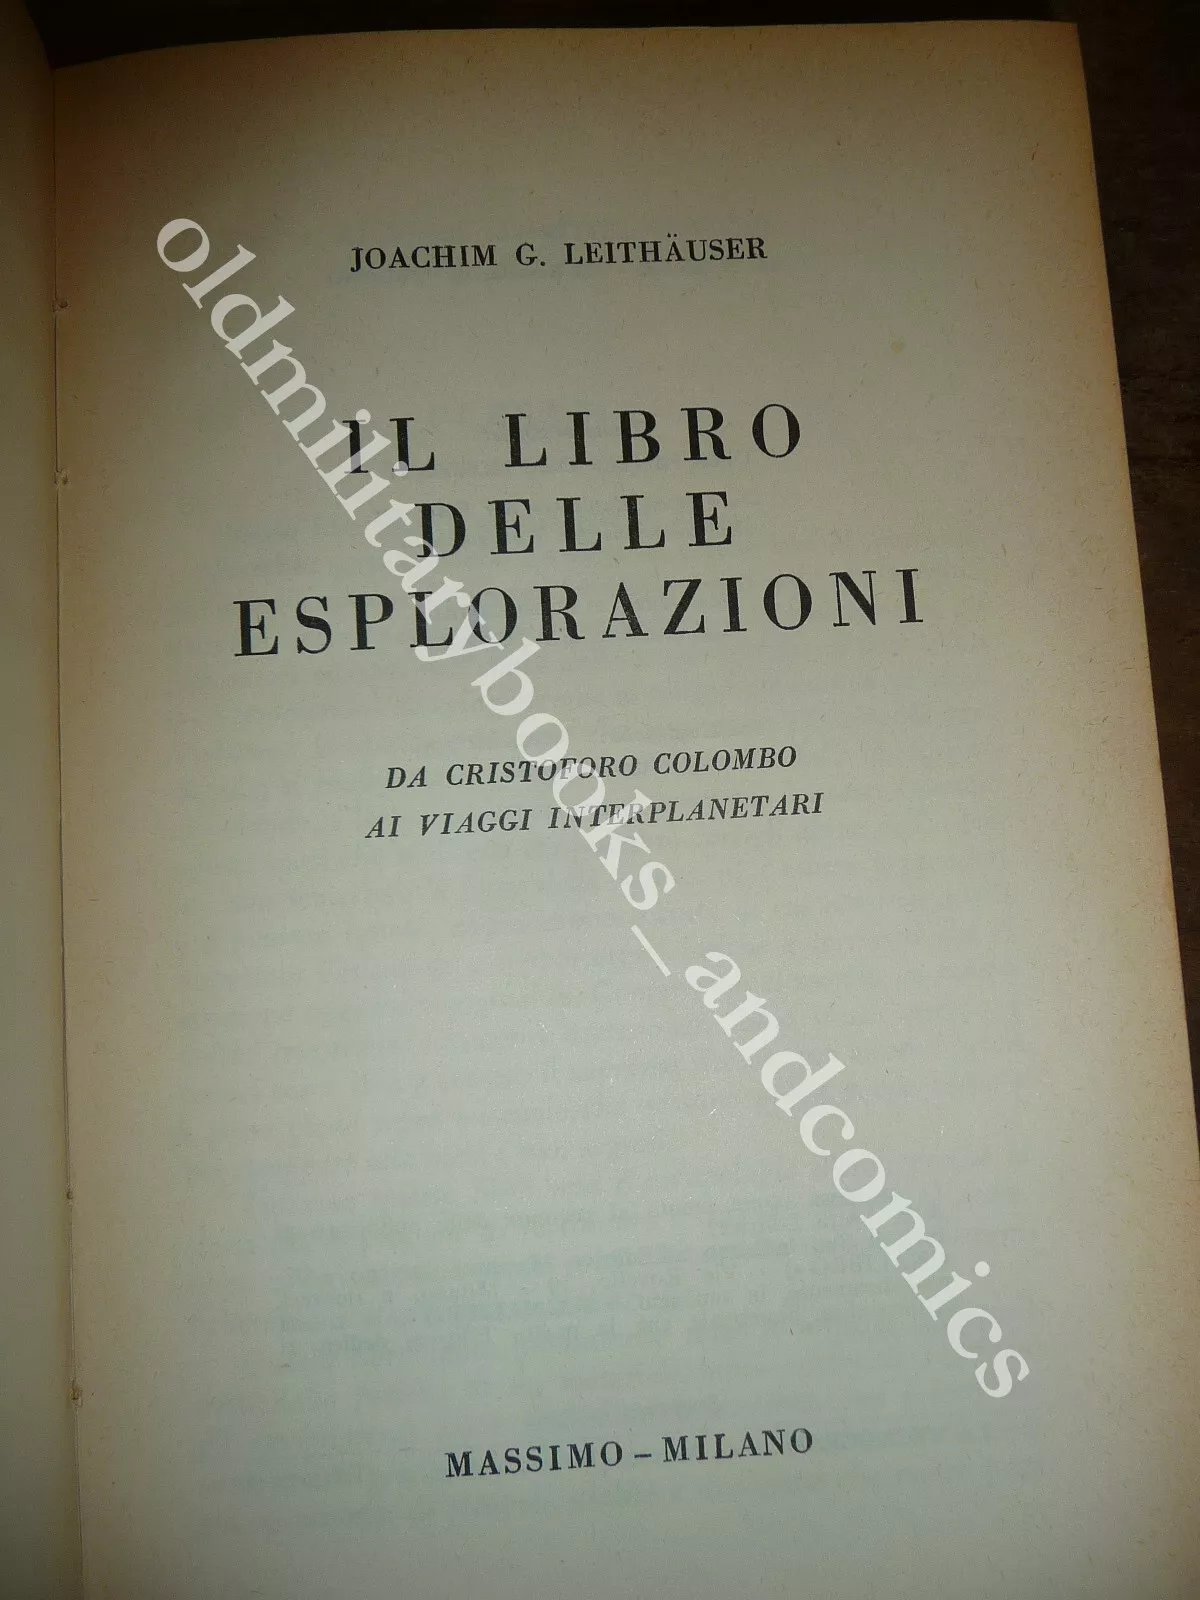 JOACHIM G. LEITHÄUSER
IL LIBRO
DELLE
ESPLORAZIONI
DA CRISTOFORO COLOMBO
AI VIAGGI INTERPLANETARI
MASSIMO – MILANO
oldmilitarybooks_andcomics